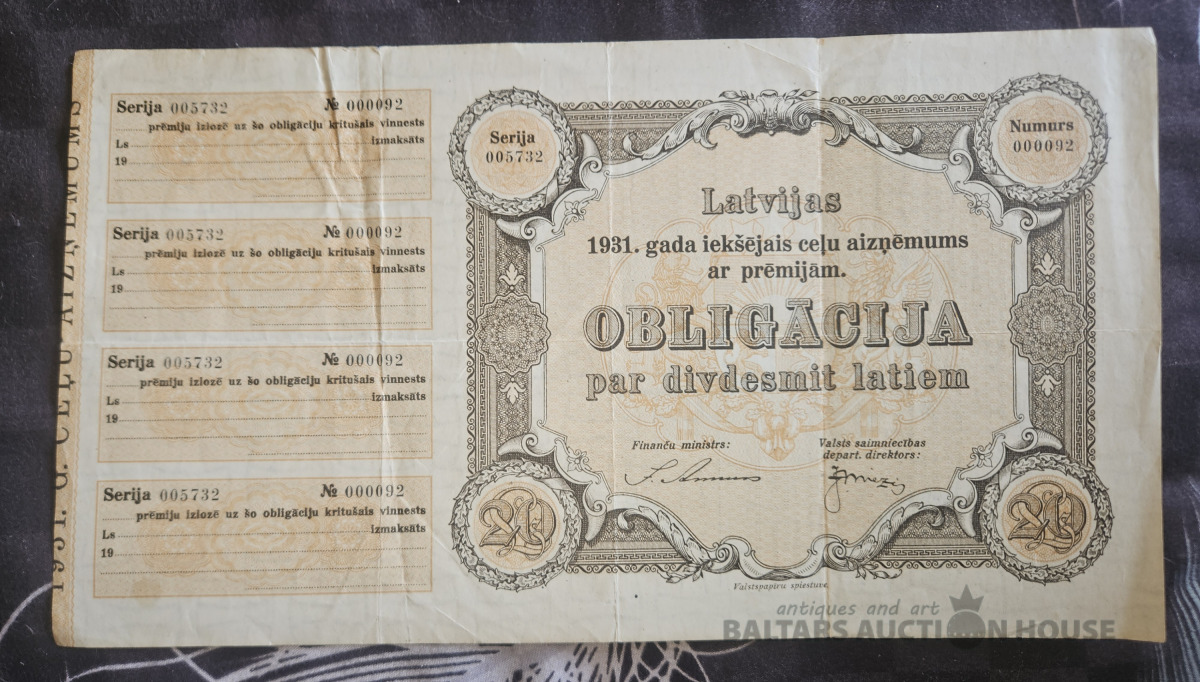 1931. G. CEĻU AIZŅĒMUMS
Serija 005732 № 000092
prēmiju izlozē uz šo obligāciju kritušais vinnests
Ls izmaksāts
19
Serija 005732 № 000092
prēmiju izlozē uz šo obligāciju kritušais vinnests
Ls izmaksāts
19
Serija 005732 № 000092
prēmiju izlozē uz šo obligāciju kritušais vinnests
Ls izmaksāts
19
Serija 005732 № 000092
prēmiju izlozē uz šo obligāciju kritušais vinnests
Ls izmaksāts
19
Serija
005732
Numurs
000092
Latvijas
1931. gada iekšējais ceļu aizņēmums
ar prēmijām.
OBLIGĀCIJA
par divdesmit latiem
Finanču ministrs:
Valsts saimniecības
depart. direktors:
Valstspapīru spiestuve.
antiques and art
BALTARS AUCTION HOUSE